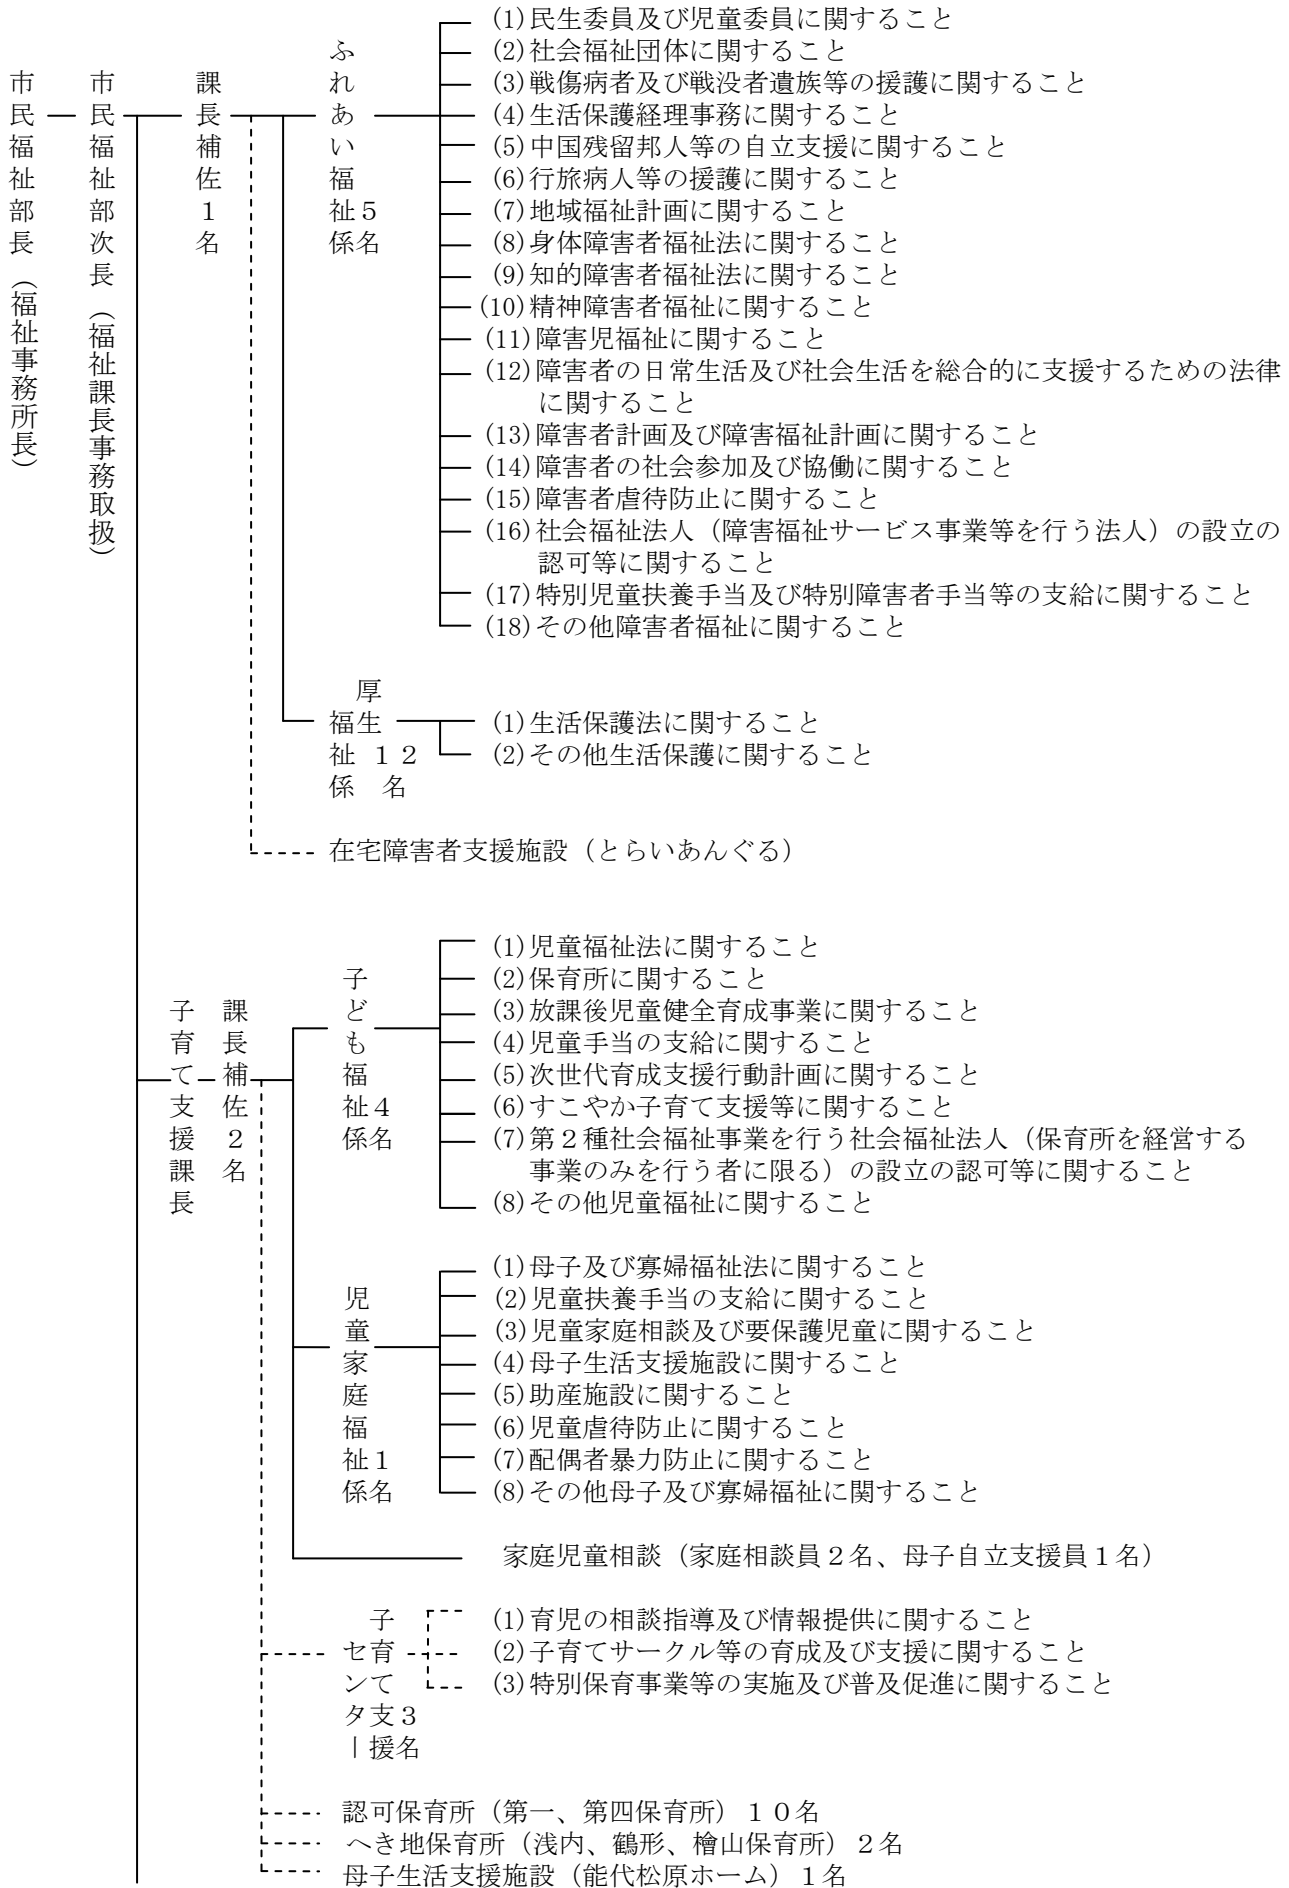 市民福祉部長（福祉事務所長）
市民福祉部次長（福祉課長事務取扱）
課長補佐１名
ふれあい福祉係５名
(1)民生委員及び児童委員に関すること
(2)社会福祉団体に関すること
(3)戦傷病者及び戦没者遺族等の援護に関すること
(4)生活保護経理事務に関すること
(5)中国残留邦人等の自立支援に関すること
(6)行旅病人等の援護に関すること
(7)地域福祉計画に関すること
(8)身体障害者福祉法に関すること
(9)知的障害者福祉法に関すること
(10)精神障害者福祉に関すること
(11)障害児福祉に関すること
(12)障害者の日常生活及び社会生活を総合的に支援するための法律
に関すること
(13)障害者計画及び障害福祉計画に関すること
(14)障害者の社会参加及び協働に関すること
(15)障害者虐待防止に関すること
(16)社会福祉法人（障害福祉サービス事業等を行う法人）の設立の
認可等に関すること
(17)特別児童扶養手当及び特別障害者手当等の支給に関すること
(18)その他障害者福祉に関すること
厚生福祉係１２名
(1)生活保護法に関すること
(2)その他生活保護に関すること
在宅障害者支援施設（とらいあんぐる）
子育て支援課長
課長補佐２名
子ども福祉係４名
(1)児童福祉法に関すること
(2)保育所に関すること
(3)放課後児童健全育成事業に関すること
(4)児童手当の支給に関すること
(5)次世代育成支援行動計画に関すること
(6)すこやか子育て支援等に関すること
(7)第２種社会福祉事業を行う社会福祉法人（保育所を経営する
事業のみを行う者に限る）の設立の認可等に関すること
(8)その他児童福祉に関すること
児童家庭福祉係１名
(1)母子及び寡婦福祉法に関すること
(2)児童扶養手当の支給に関すること
(3)児童家庭相談及び要保護児童に関すること
(4)母子生活支援施設に関すること
(5)助産施設に関すること
(6)児童虐待防止に関すること
(7)配偶者暴力防止に関すること
(8)その他母子及び寡婦福祉に関すること
家庭児童相談（家庭相談員２名、母子自立支援員１名）
子育て支援センター３名
(1)育児の相談指導及び情報提供に関すること
(2)子育てサークル等の育成及び支援に関すること
(3)特別保育事業等の実施及び普及促進に関すること
認可保育所（第一、第四保育所）１０名
へき地保育所（浅内、鶴形、檜山保育所）２名
母子生活支援施設（能代松原ホーム）１名